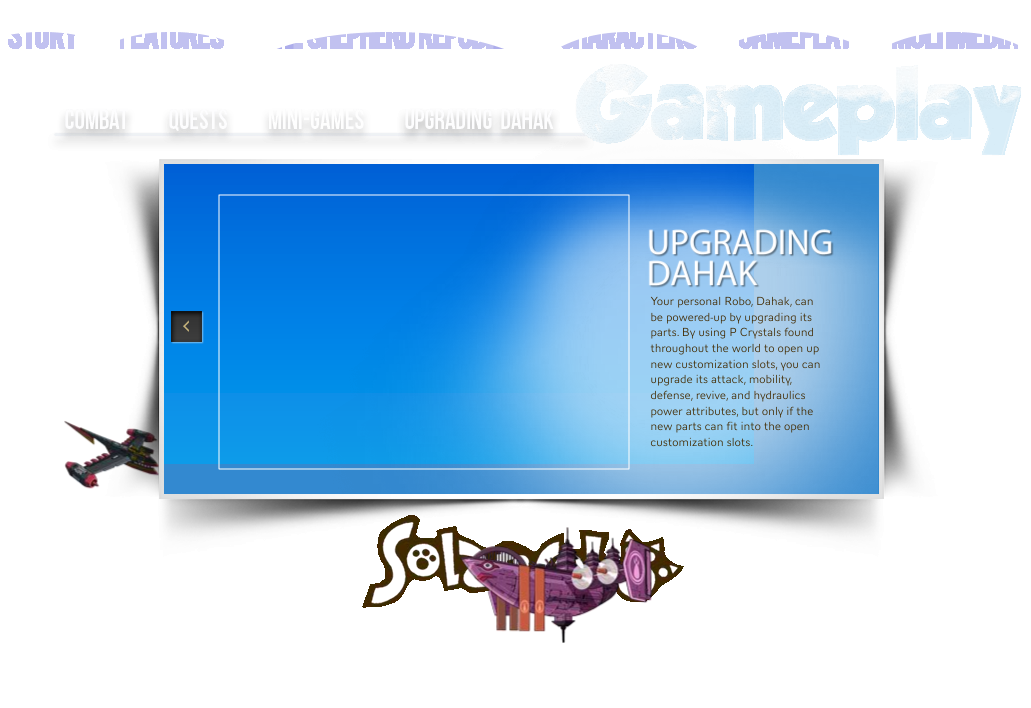 STORY FEATURES THE SHEPHERD REPUBLIC CHARACTERS GAMEPLAY MULTIMEDIA
Gameplay
COMBAT QUESTS MINI-GAMES UPGRADING DAHAK
UPGRADING
DAHAK
Your personal Robo, Dahak, can
be powered-up by upgrading its
parts. By using P Crystals found
throughout the world to open up
new customization slots, you can
upgrade its attack, mobility,
defense, revive, and hydraulics
power attributes, but only if the
new parts can fit into the open
customization slots.